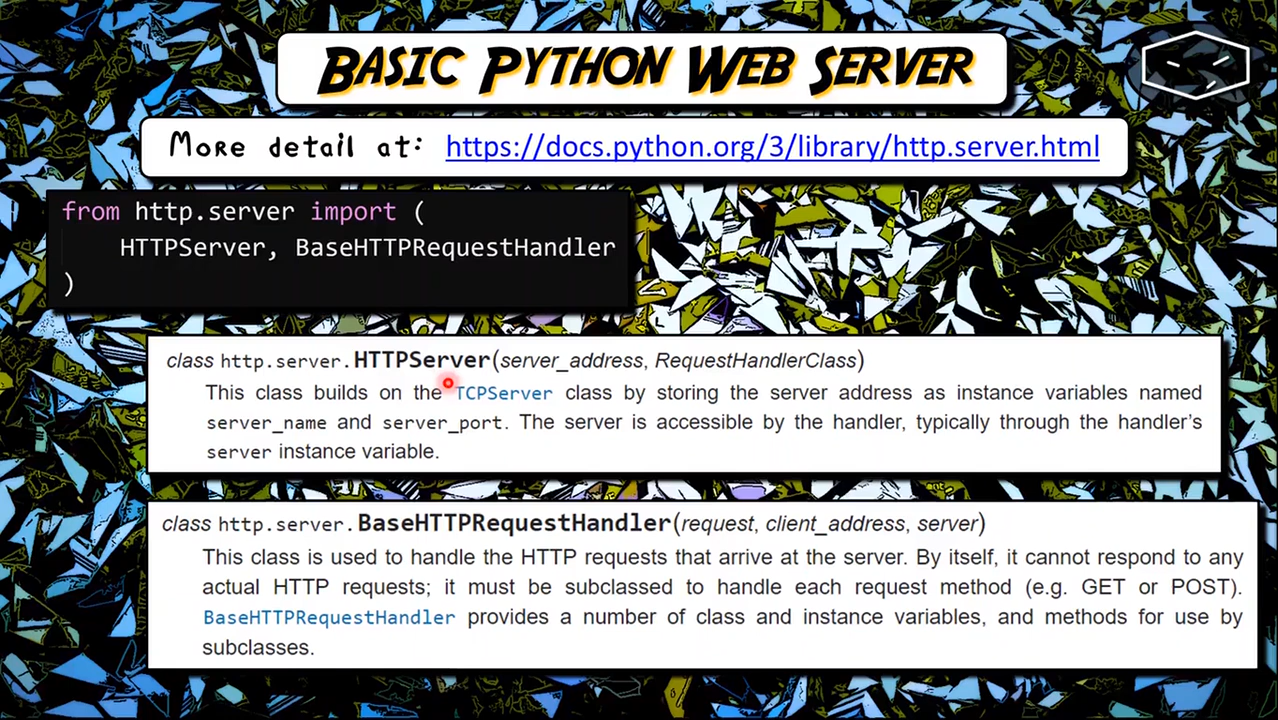 BASIC PYTHON WEB SERVER
More detail at: https://docs.python.org/3/library/http.server.html
from http.server import (
HTTPServer, BaseHTTPRequestHandler
)
class http.server.HTTPServer(server_address, RequestHandlerClass)
This class builds on the TCPServer class by storing the server address as instance variables named
server_name and server_port. The server is accessible by the handler, typically through the handler's
server instance variable.
class http.server.BaseHTTPRequestHandler(request, client_address, server)
This class is used to handle the HTTP requests that arrive at the server. By itself, it cannot respond to any
actual HTTP requests; it must be subclassed to handle each request method (e.g. GET or POST).
BaseHTTPRequestHandler provides a number of class and instance variables, and methods for use by
subclasses.